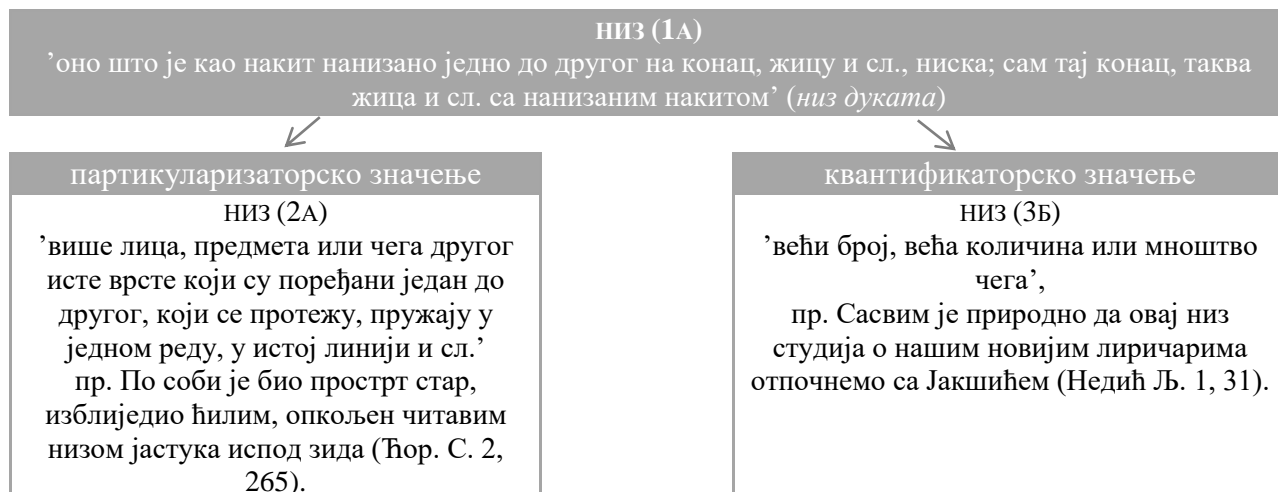 НИЗ (1А)
’оно што је као накит нанизано једно до другог на конац, жицу и сл., ниска; сам тај конац, таква
жица и сл. са нанизаним накитом’ (низ дуката)
партикуларизаторско значење
НИЗ (2А)
’више лица, предмета или чега другог
исте врсте који су поређани један до
другог, који се протежу, пружају у
једном реду, у истој линији и сл.’
пр. По соби је био прострт стар,
изблиједио ћилим, опкољен читавим
низом јастука испод зида (Ћор. С. 2,
265).
квантификаторско значење
НИЗ (3Б)
’већи број, већа количина или мноштво
чега’,
пр. Сасвим је природно да овај низ
студија о нашим новијим лиричарима
отпочнемо са Јакшићем (Недић Љ. 1, 31).